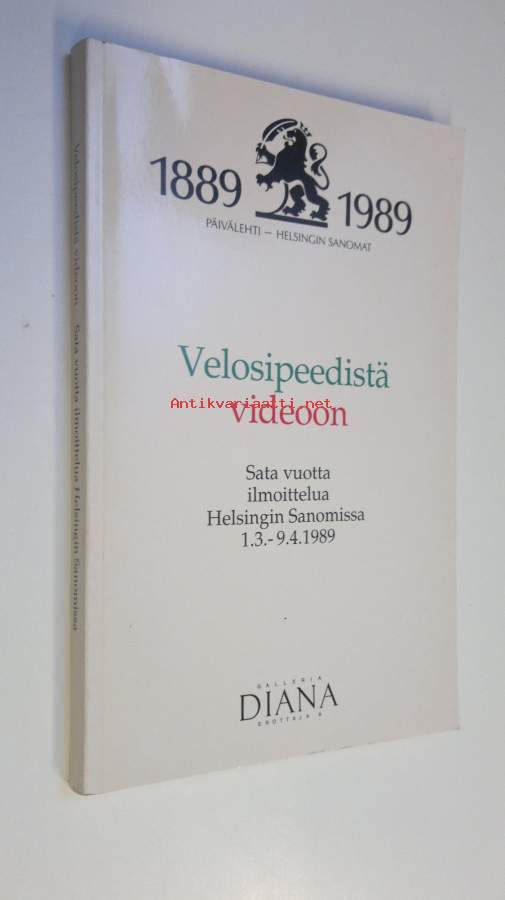 1889 1989
PÄIVÄLEHTI – HELSINGIN SANOMAT
Velosipeedistä
videoon
Antikvariaatti.net
Sata vuotta
ilmoittelua
Helsingin Sanomissa
1.3.-9.4.1989
GALLERIA
DIANA
EROTTAJA 4
Velosipeedistä videoon... Sata vuotta ilmoittelua Helsingin Sanomissa